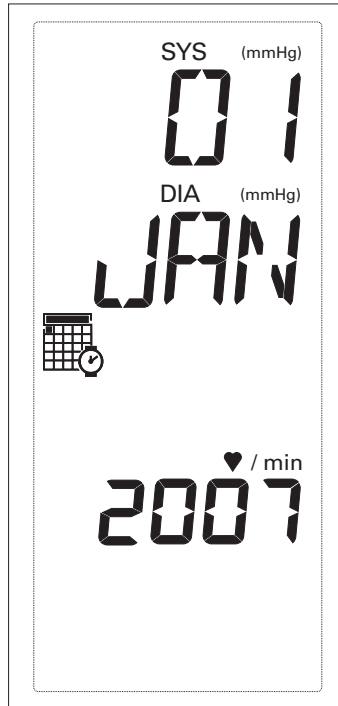 SYS (mmHg)
01
DIA (mmHg)
JAN
♥ / min
2007